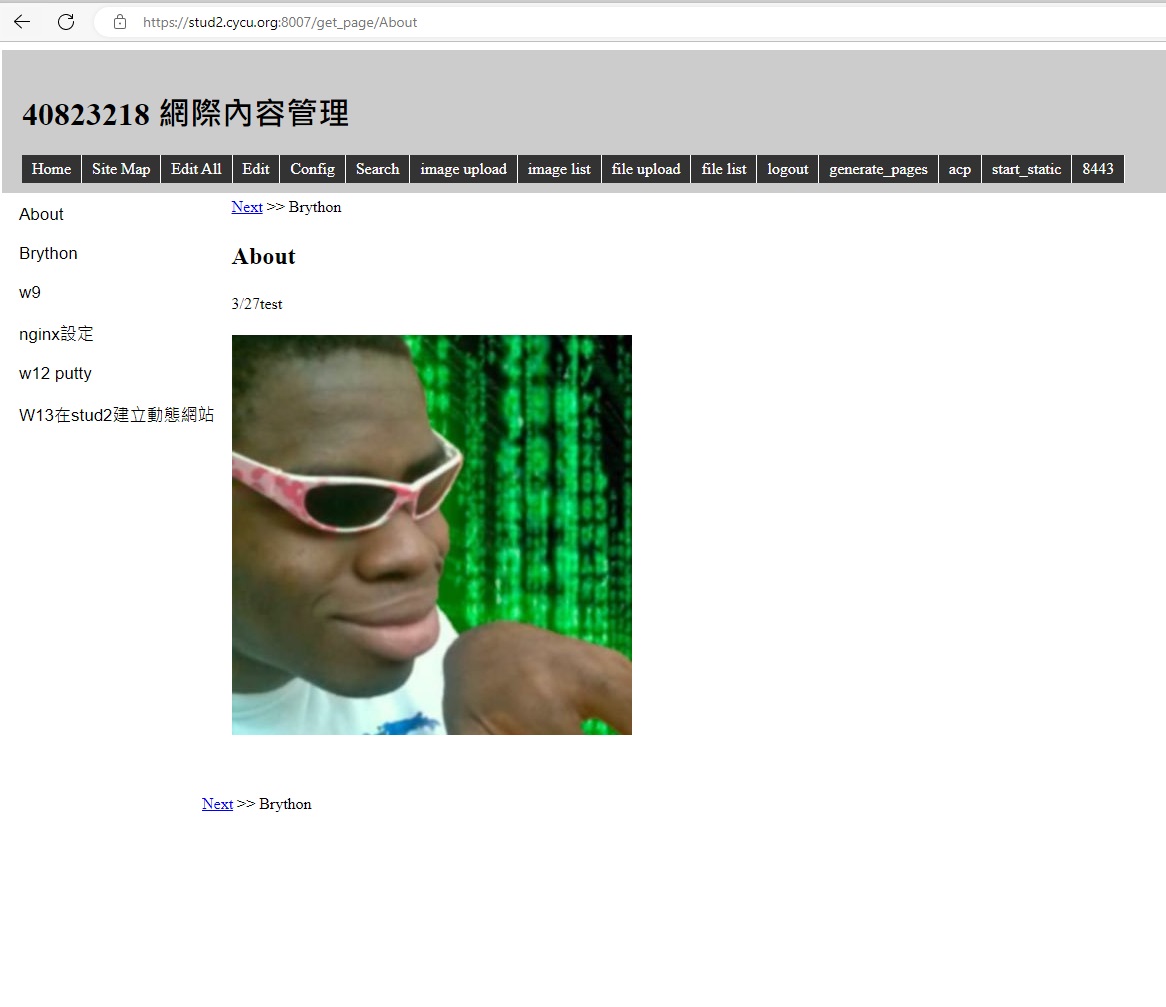 https://stud2.cycu.org:8007/get_page/About
40823218 網際內容管理
Home Site Map Edit All Edit Config Search image upload image list file upload file list logout generate_pages acp start_static 8443
About
Brython
w9
nginx設定
w12 putty
W13在stud2建立動態網站
Next >> Brython
About
3/27test
Next >> Brython